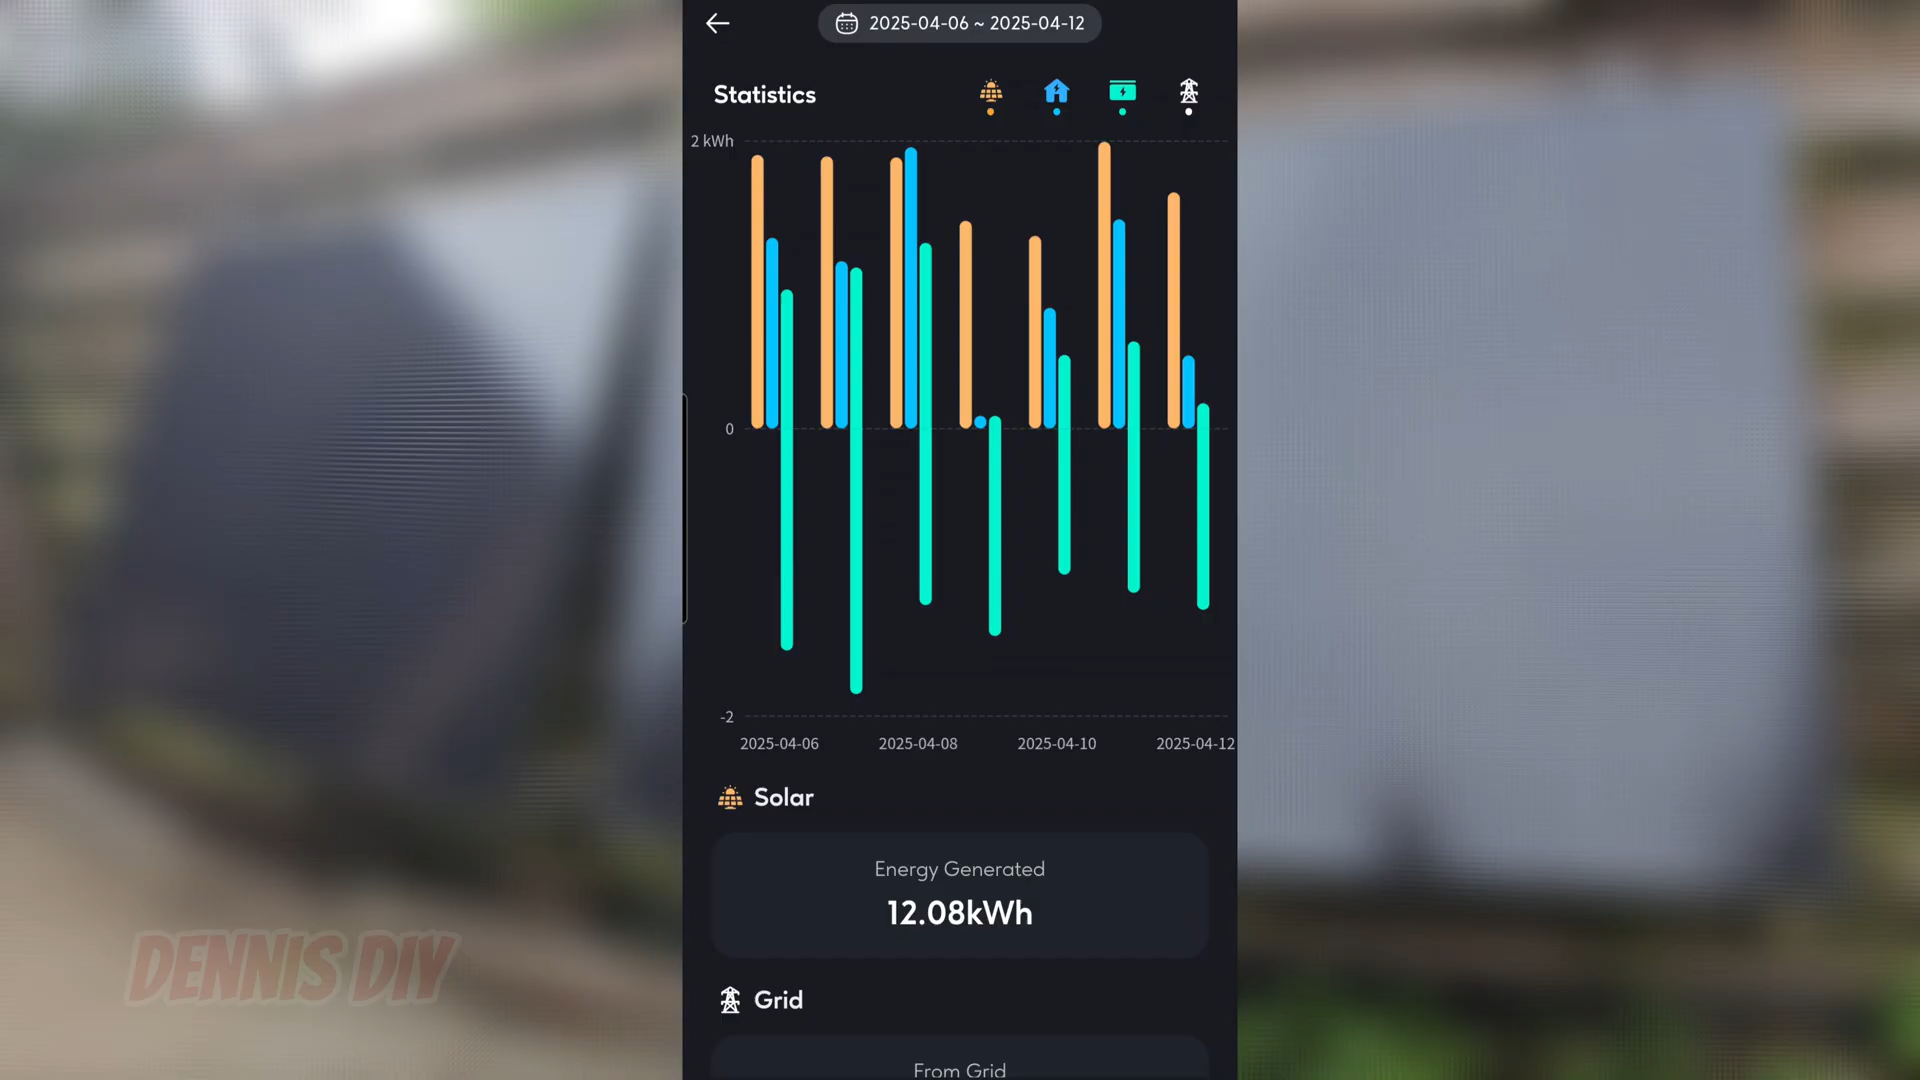 2025-04-06 ~ 2025-04-12
Statistics
2 kWh
0
-2
2025-04-06 2025-04-08 2025-04-10 2025-04-12
Solar
Energy Generated
12.08kWh
Grid
From Grid
DENNIS DIY